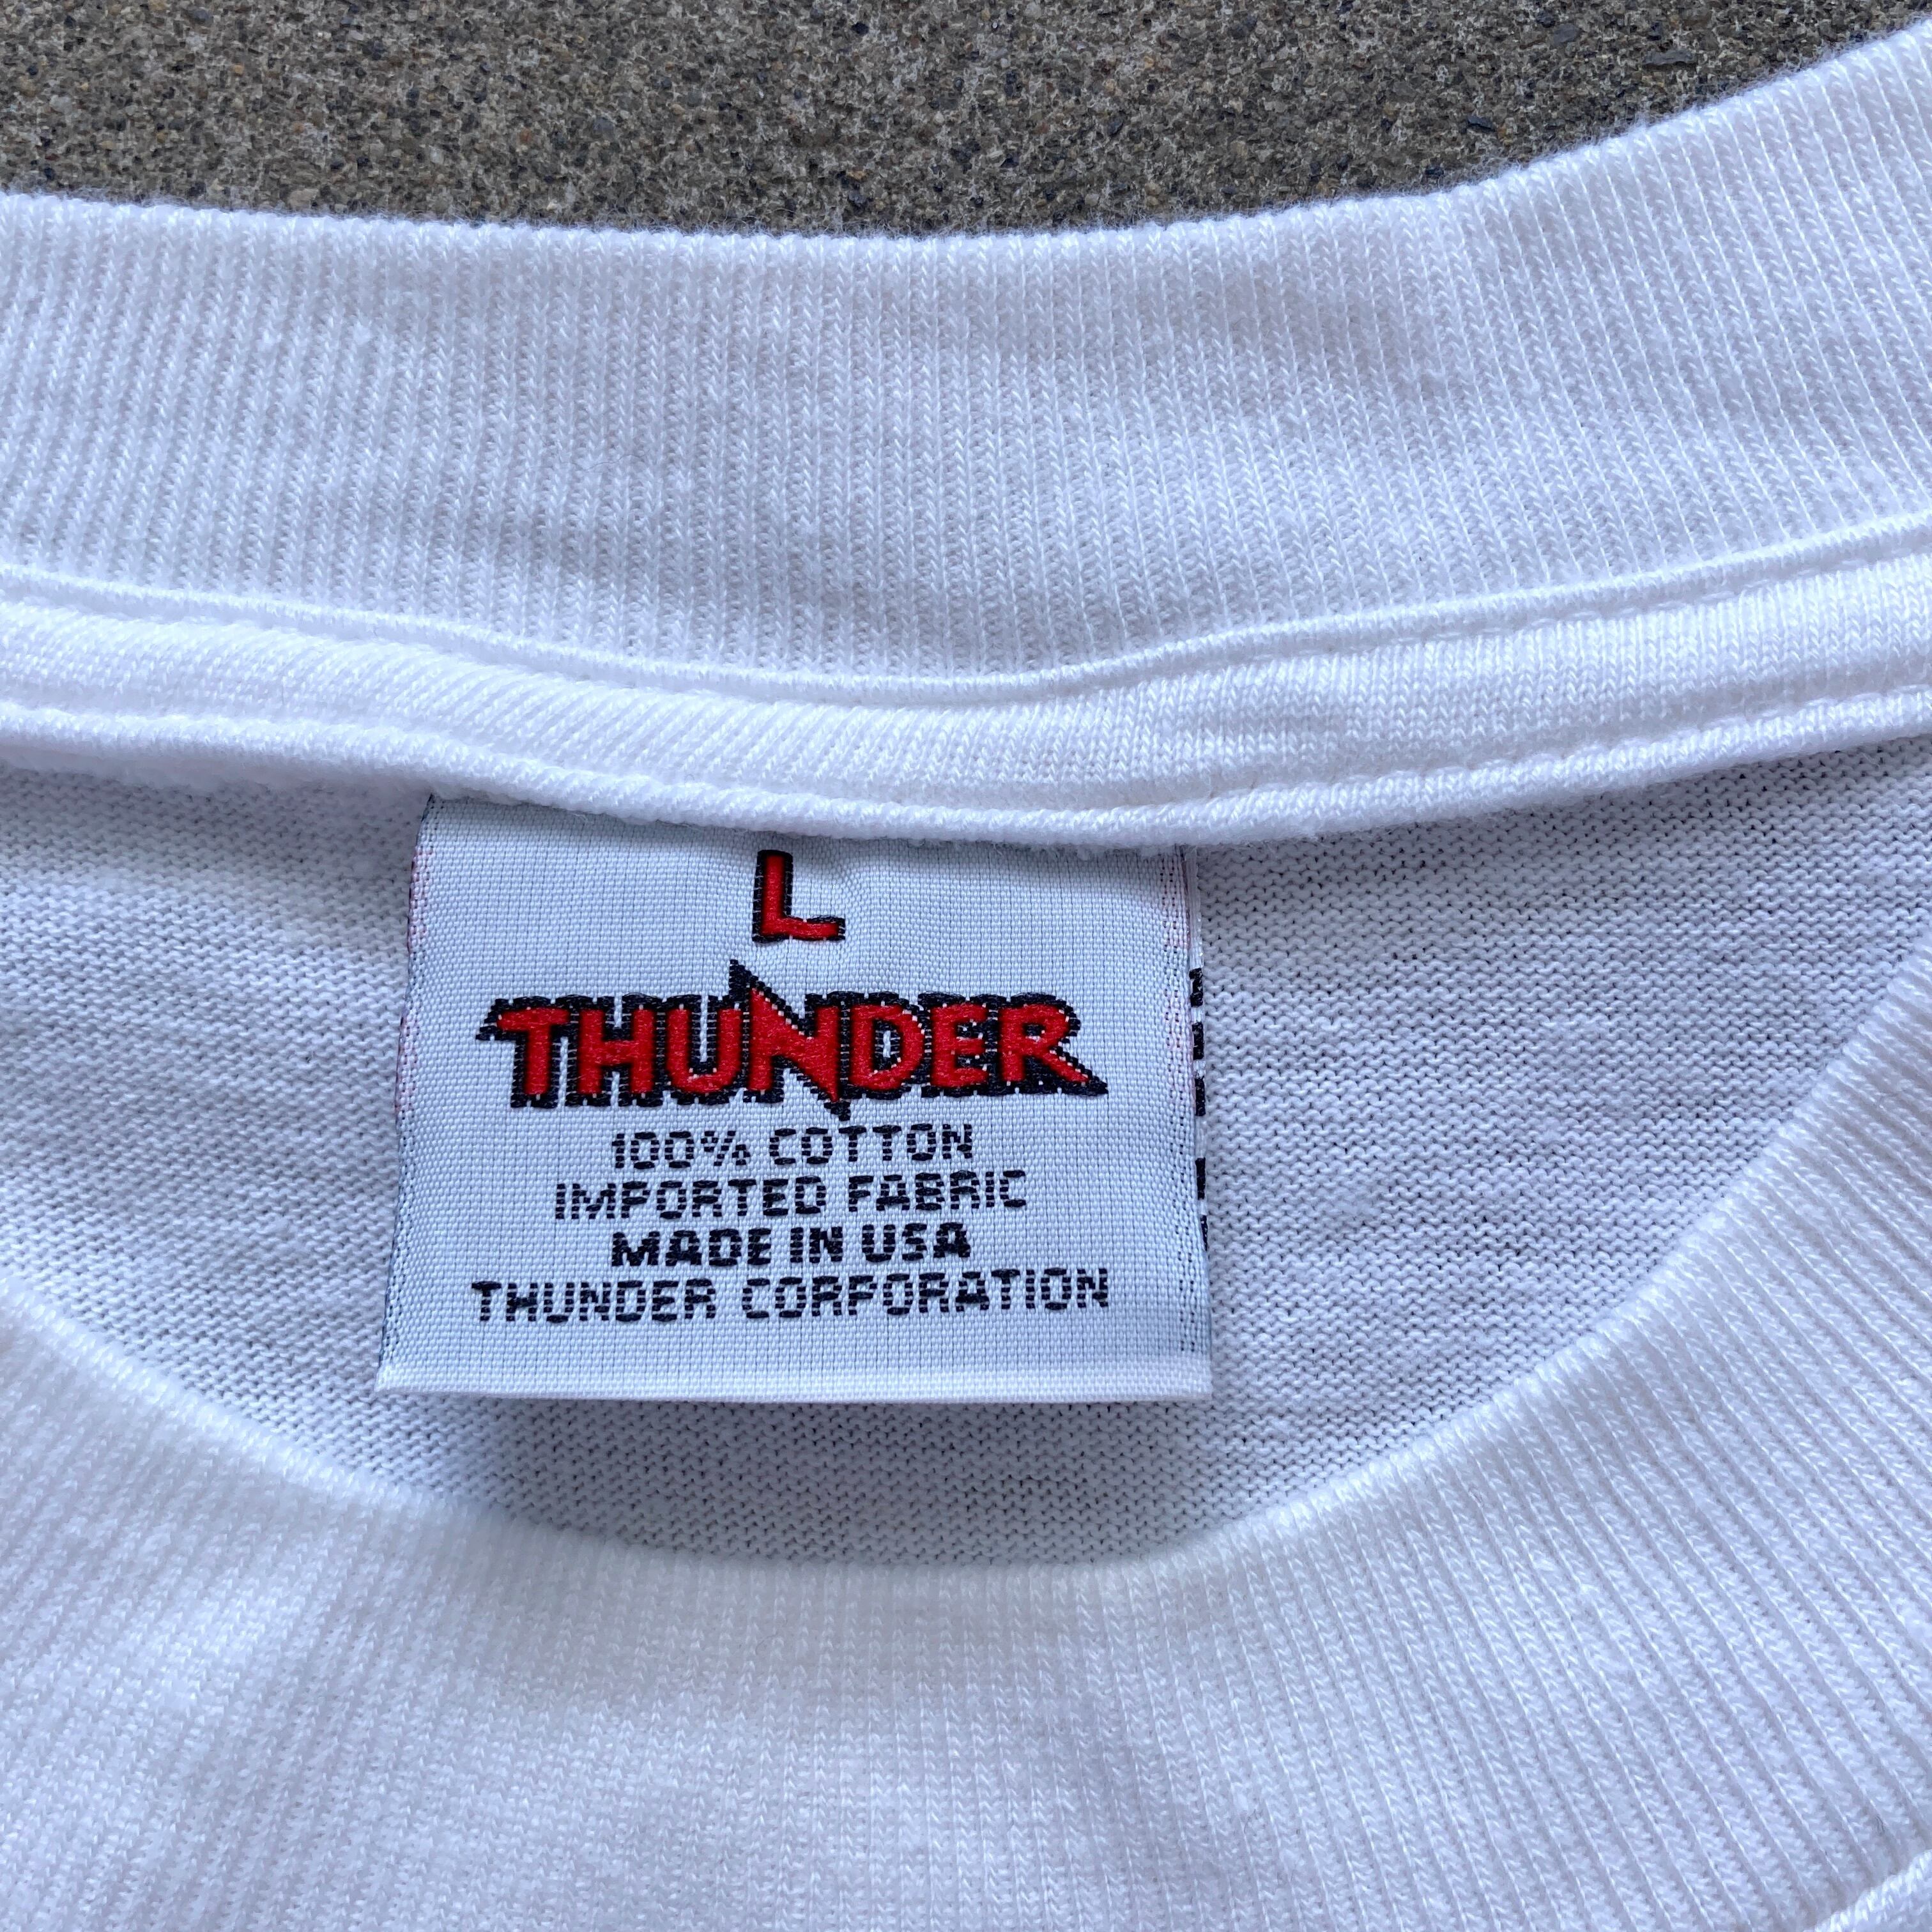 L
THUNDER
100% COTTON
IMPORTED FABRIC
MADE IN USA
THUNDER CORPORATION